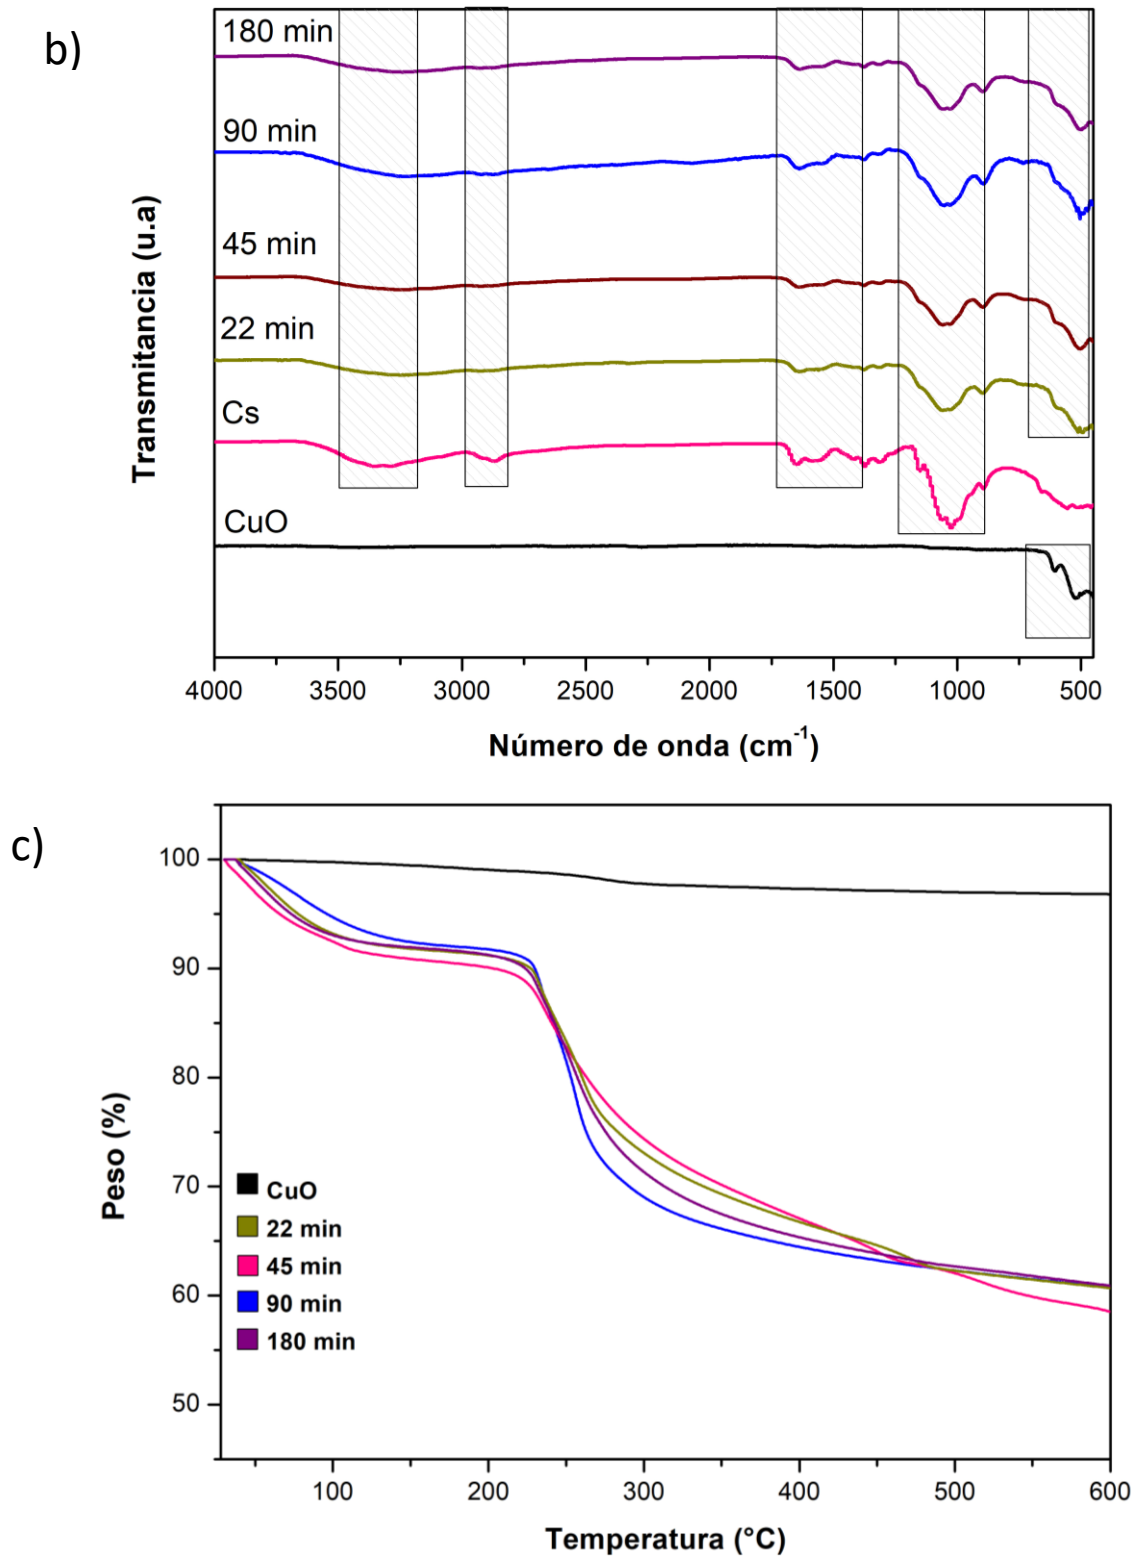 b)
180 min
90 min
45 min
22 min
Cs
CuO
Transmitancia (u.a)
4000 3500 3000 2500 2000 1500 1000 500
Número de onda (cm⁻¹)
c)
100
90
80
70
60
50
Peso (%)
CuO
22 min
45 min
90 min
180 min
100 200 300 400 500 600
Temperatura (°C)